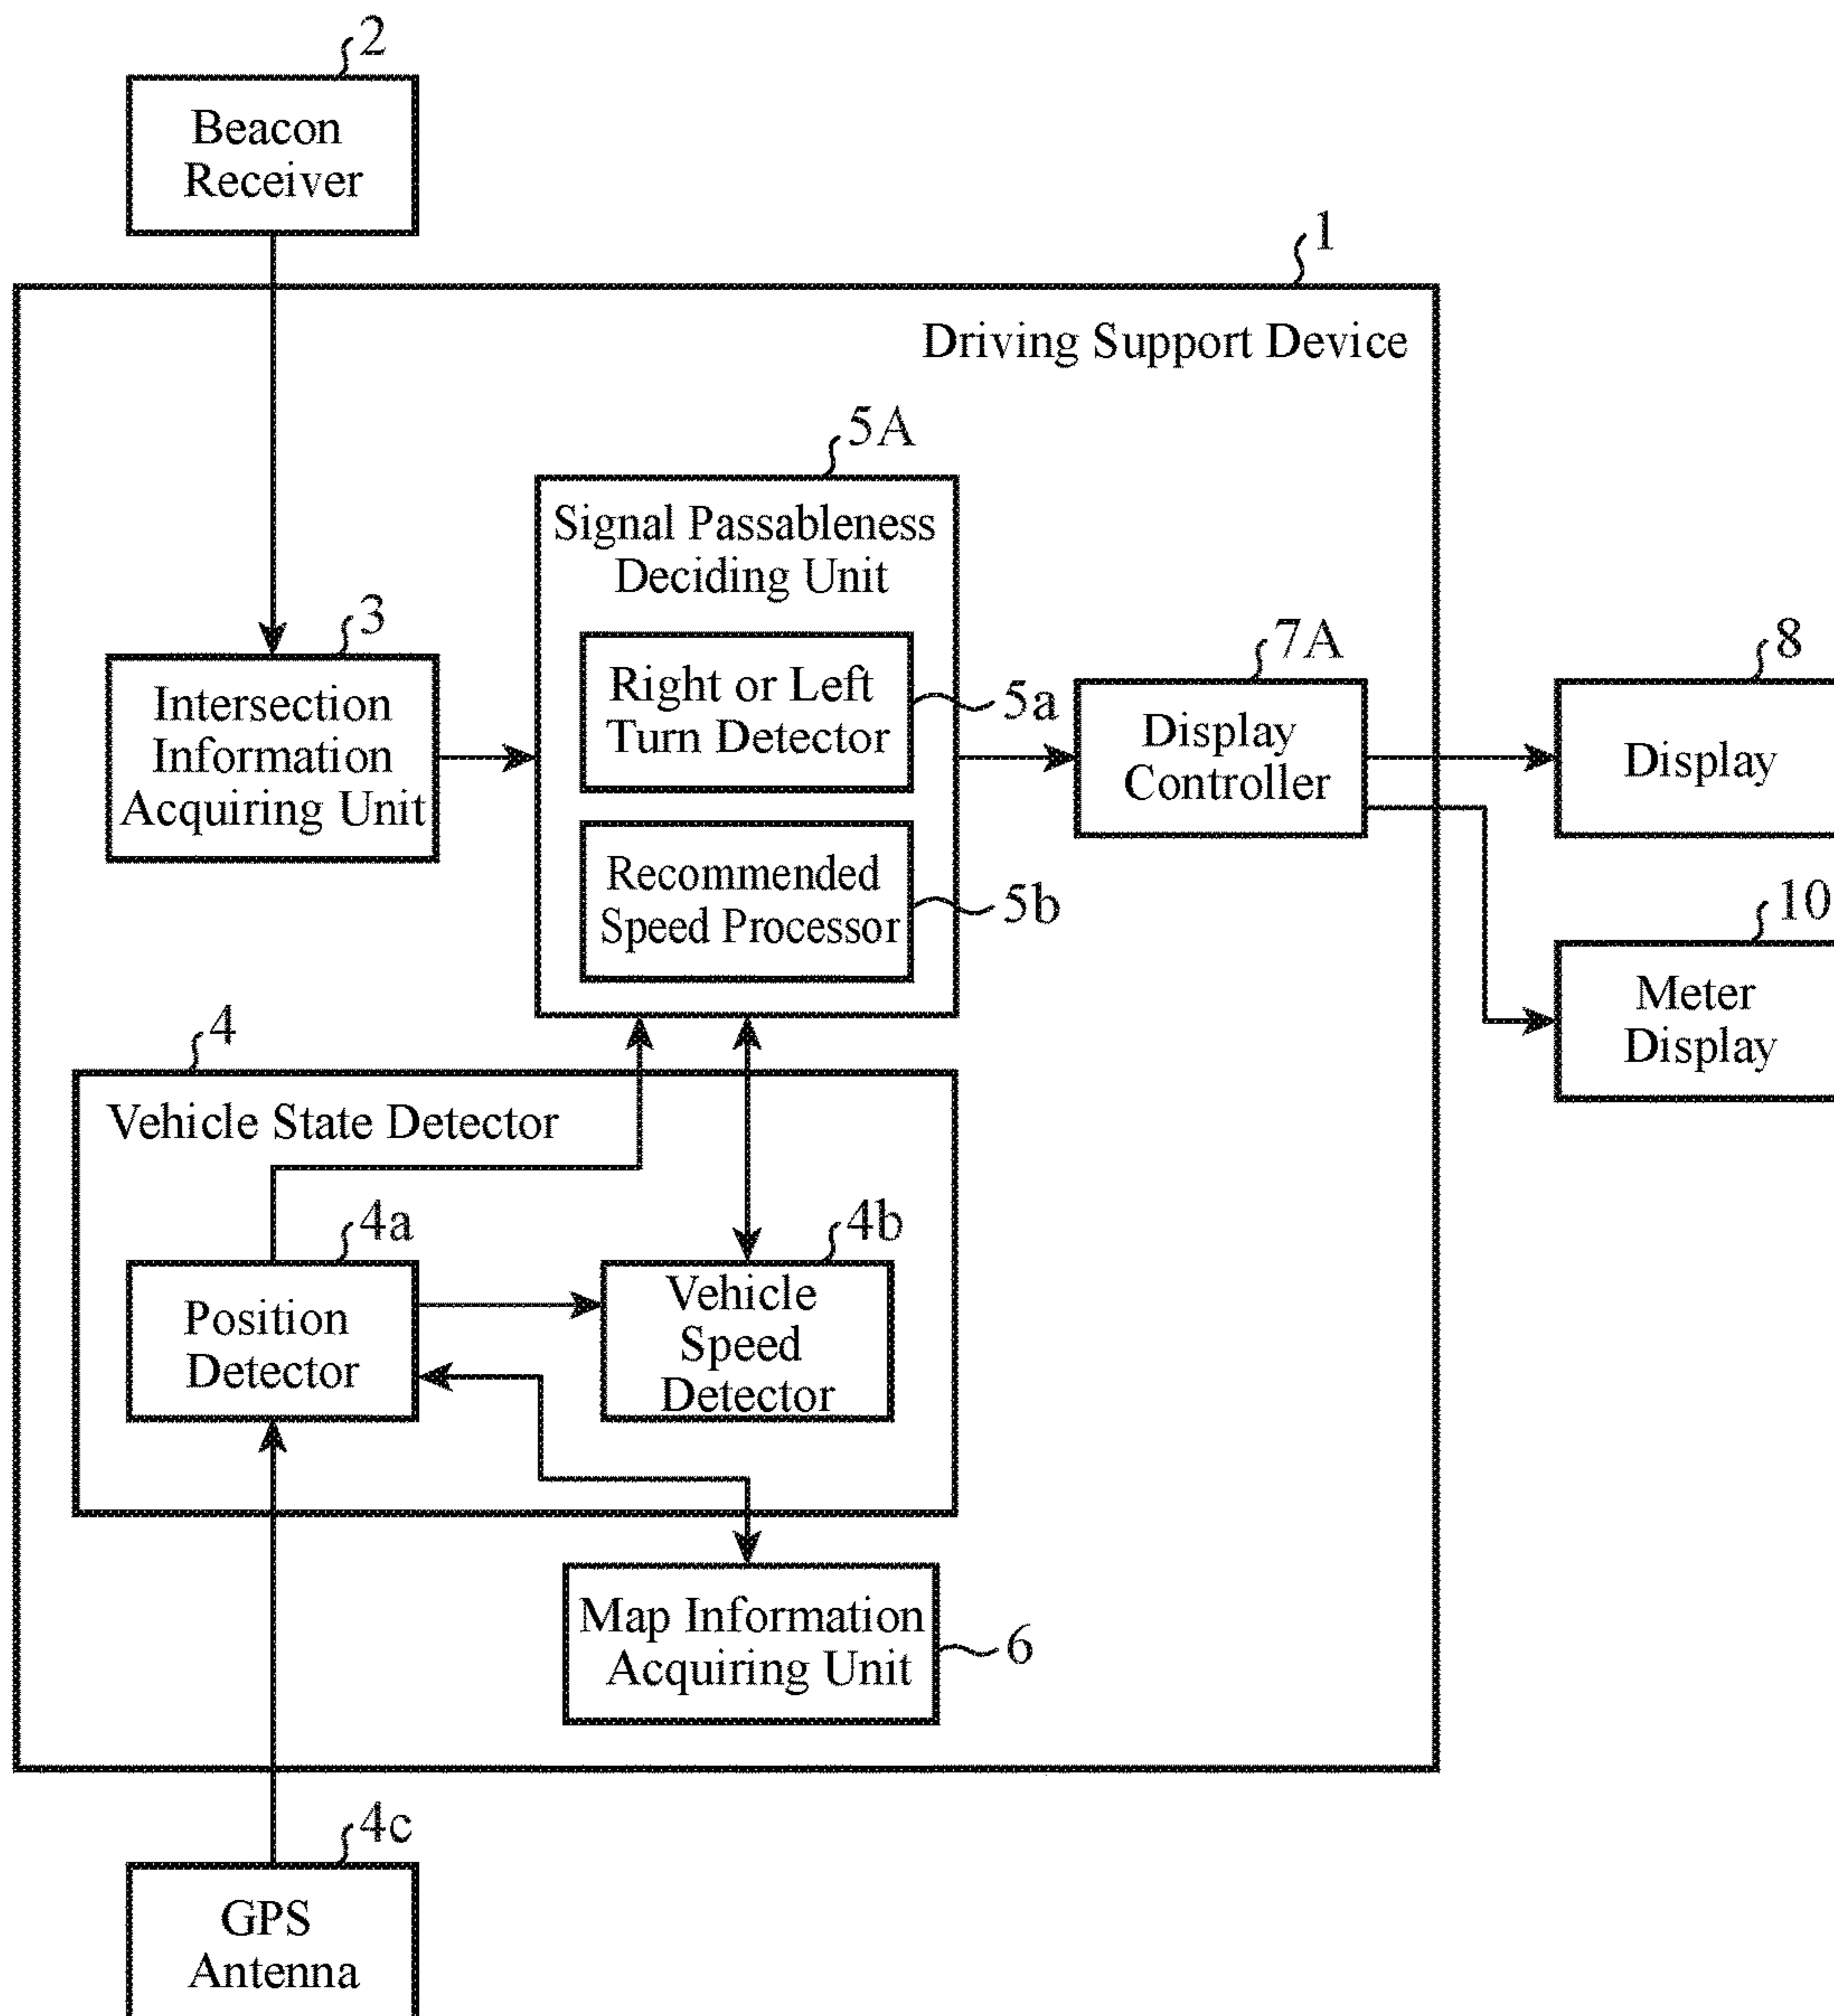 2
Beacon
Receiver
1
Driving Support Device
5A
Signal Passableness
Deciding Unit
3
Intersection
Information
Acquiring Unit
Right or Left
Turn Detector
5a
Recommended
Speed Processor
5b
7A
Display
Controller
8
Display
10
Meter
Display
4
Vehicle State Detector
4a
Position
Detector
4b
Vehicle
Speed
Detector
Map Information
Acquiring Unit
6
4c
GPS
Antenna